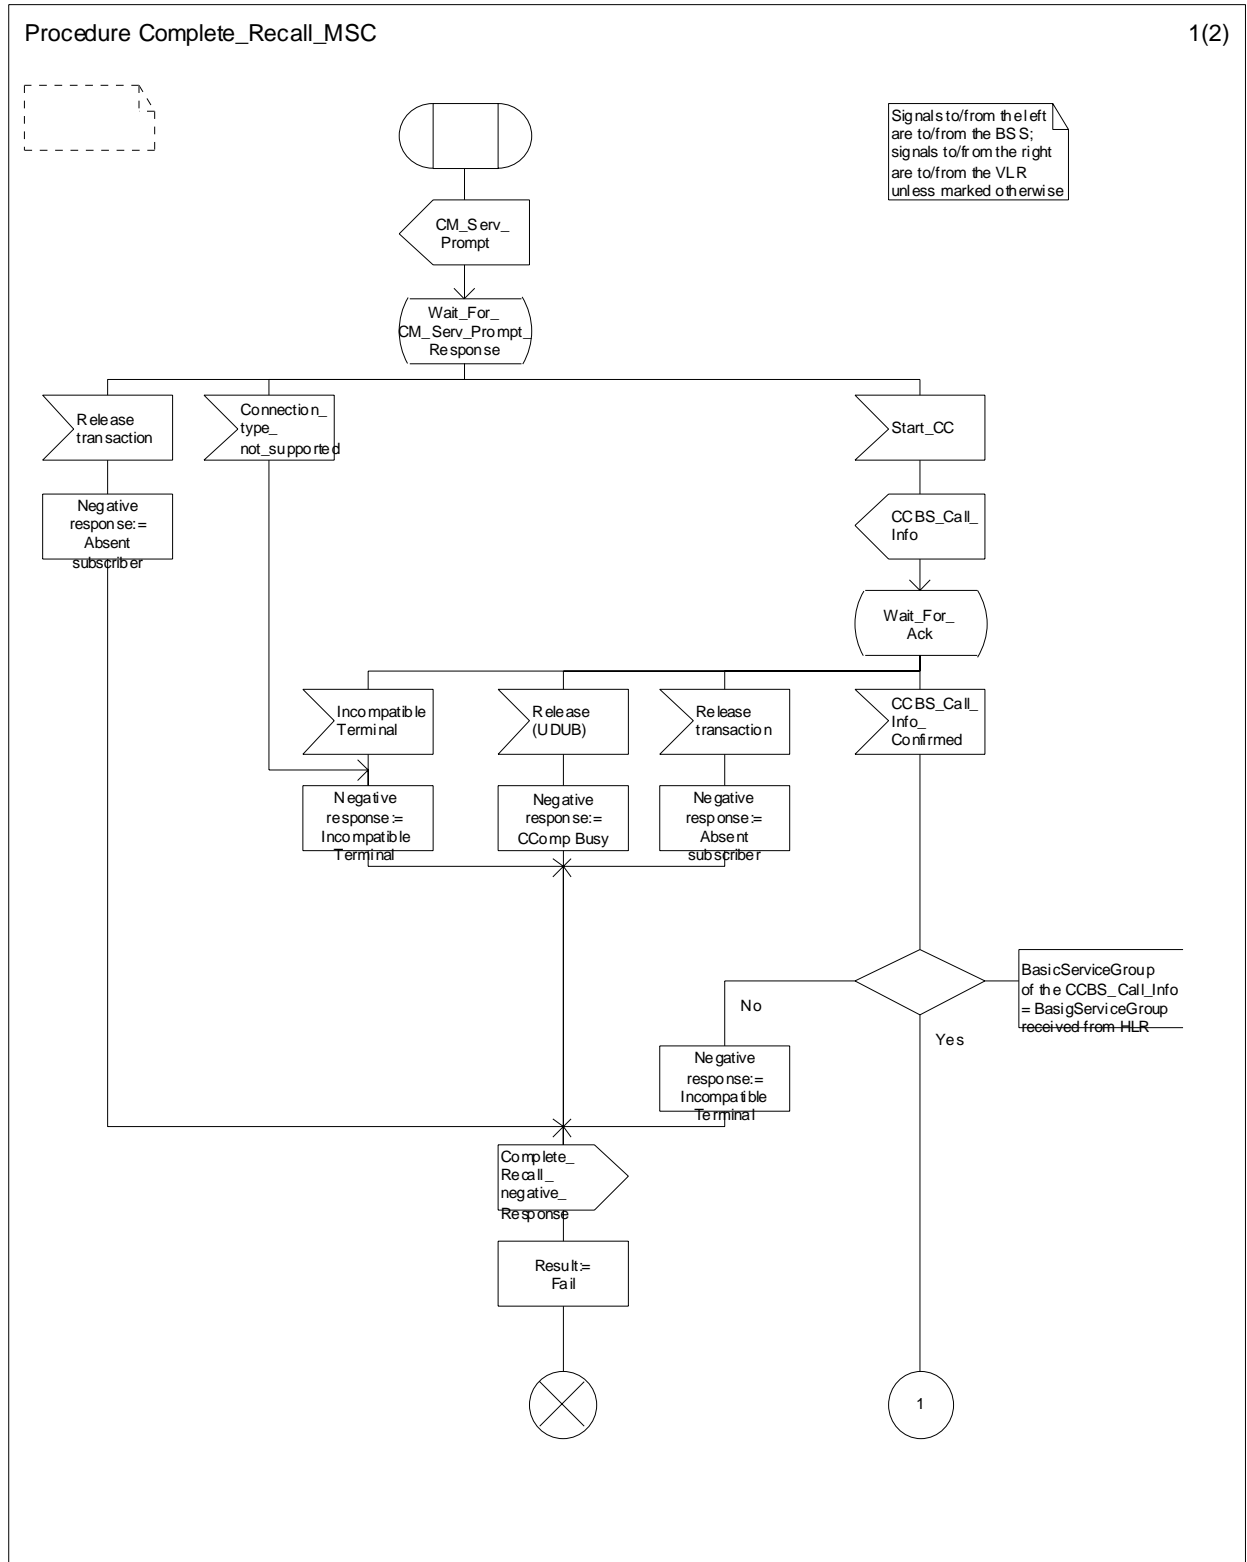 Procedure Complete_Recall_MSC
1(2)
Signals to/from the left
are to/from the BSS;
signals to/from the right
are to/from the VLR
unless marked otherwise
CM_Serv_
Prompt
Wait_For_
CM_Serv_Prompt_
Response
Release
transaction
Connection_
type_
not_supported
Start_CC
Negative
response:=
Absent
subscriber
CCBS_Call_
Info
Wait_For_
Ack
Incompatible
Terminal
Release
(UDUB)
Release
transaction
CCBS_Call_
Info_
Confirmed
Negative
response:=
Incompatible
Terminal
Negative
response:=
CComp Busy
Negative
response:=
Absent
subscriber
BasicServiceGroup
of the CCBS_Call_Info
= BasigServiceGroup
received from HLR
No
Yes
Negative
response:=
Incompatible
Terminal
Complete_
Recall_
negative_
Response
Result:=
Fail
1